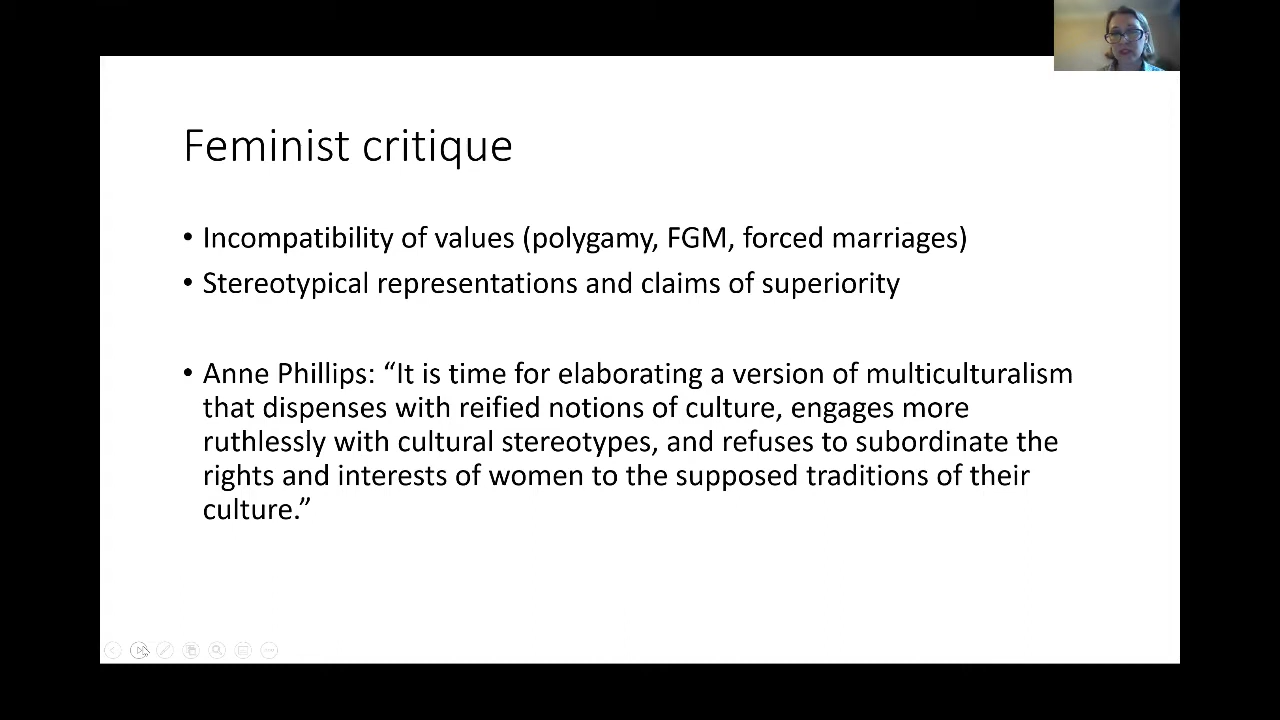 Feminist critique
• Incompatibility of values (polygamy, FGM, forced marriages)
• Stereotypical representations and claims of superiority
• Anne Phillips: “It is time for elaborating a version of multiculturalism
that dispenses with reified notions of culture, engages more
ruthlessly with cultural stereotypes, and refuses to subordinate the
rights and interests of women to the supposed traditions of their
culture.”